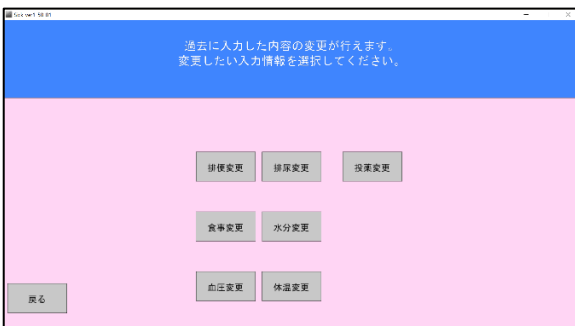 過去に入力した内容の変更が行えます。
変更したい入力情報を選択してください。
排便変更 排尿変更 投薬変更
食事変更 水分変更
血圧変更 体温変更
戻る